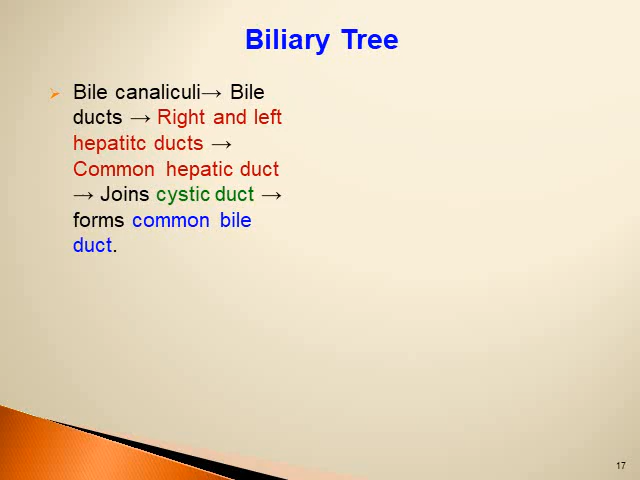 Biliary Tree
➢ Bile canaliculi→ Bile
ducts → Right and left
hepatitc ducts →
Common hepatic duct
→ Joins cystic duct →
forms common bile
duct.
17